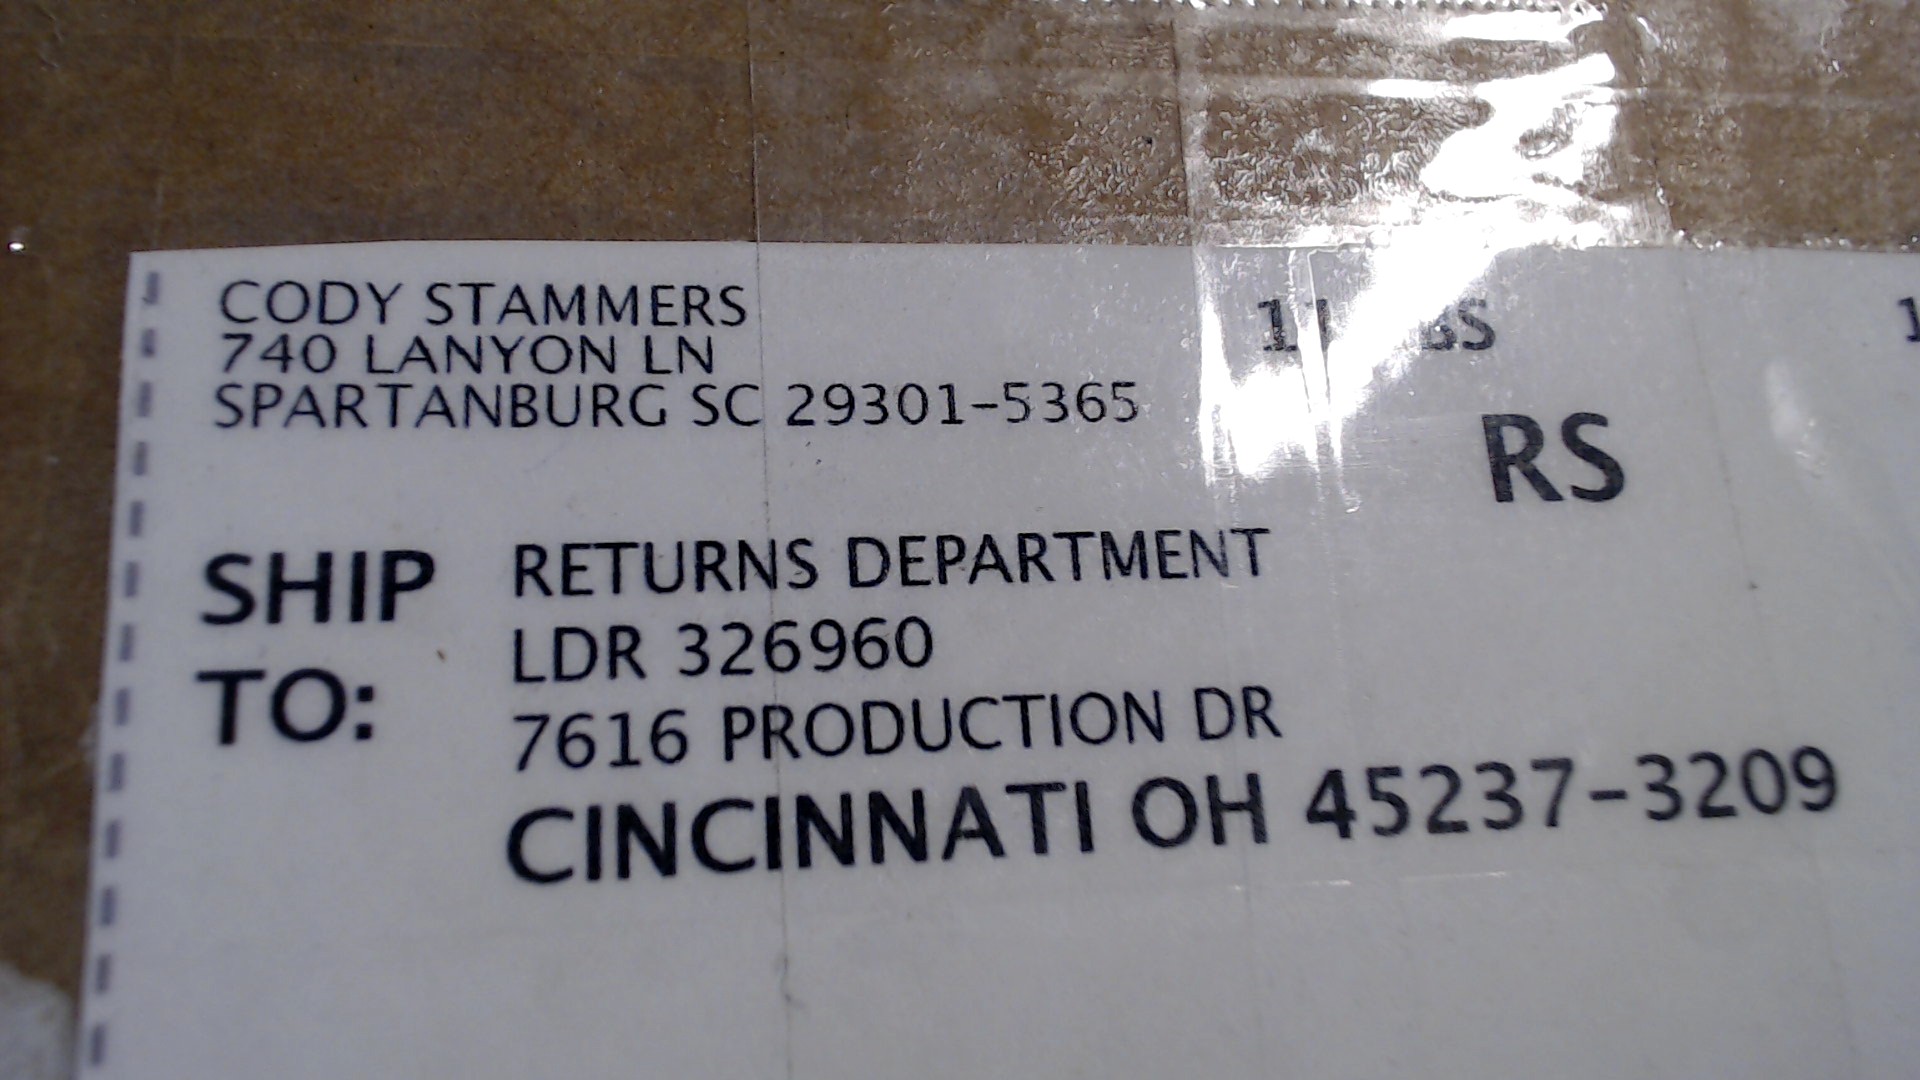 CODY STAMMERS
740 LANYON LN
SPARTANBURG SC 29301-5365
RS
SHIP TO:
RETURNS DEPARTMENT
LDR 326960
7616 PRODUCTION DR
CINCINNATI OH 45237-3209